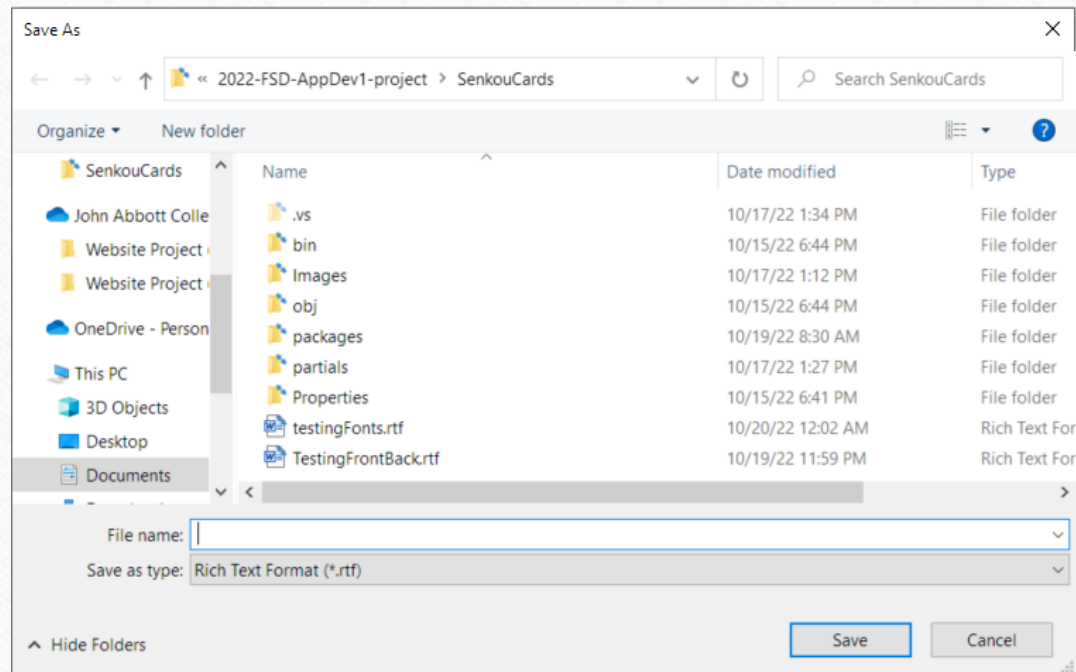 Save As
« 2022-FSD-AppDev1-project > SenkouCards
Search SenkouCards
Organize New folder
SenkouCards
John Abbott Colle
Website Project
Website Project
OneDrive - Person
This PC
3D Objects
Desktop
Documents
Name Date modified Type
.vs 10/17/22 1:34 PM File folder
bin 10/15/22 6:44 PM File folder
Images 10/17/22 1:12 PM File folder
obj 10/15/22 6:44 PM File folder
packages 10/19/22 8:30 AM File folder
partials 10/17/22 1:27 PM File folder
Properties 10/15/22 6:41 PM File folder
testingFonts.rtf 10/20/22 12:02 AM Rich Text For
TestingFrontBack.rtf 10/19/22 11:59 PM Rich Text For
File name:
Save as type: Rich Text Format (*.rtf)
Hide Folders Save Cancel